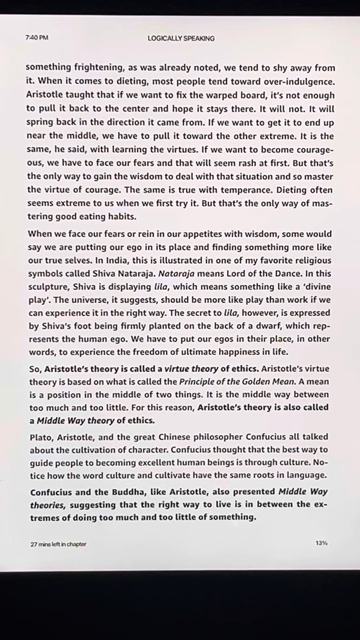 7:40 PM
LOGICALLY SPEAKING
something frightening, as was already noted, we tend to shy away from
it. When it comes to dieting, most people tend toward over-indulgence.
Aristotle taught that if we want to fix the warped board, it's not enough
to pull it back to the center and hope it stays there. It will not. It will
spring back in the direction it came from. If we want to get it to end up
near the middle, we have to pull it toward the other extreme. It is the
same, he said, with learning the virtues. If we want to become courage-
ous, we have to face our fears and that will seem rash at first. But that's
the only way to gain the wisdom to deal with that situation and so master
the virtue of courage. The same is true with temperance. Dieting often
seems extreme to us when we first try it. But that's the only way of mas-
tering good eating habits.
When we face our fears or rein in our appetites with wisdom, some would
say we are putting our ego in its place and finding something more like
our true selves. In India, this is illustrated in one of my favorite religious
symbols called Shiva Nataraja. Nataraja means Lord of the Dance. In this
sculpture, Shiva is displaying lila, which means something like a 'divine
play'. The universe, it suggests, should be more like play than work if we
can experience it in the right way. The secret to lila, however, is expressed
by Shiva's foot being firmly planted on the back of a dwarf, which rep-
resents the human ego. We have to put our egos in their place, in other
words, to experience the freedom of ultimate happiness in life.
So, Aristotle's theory is called a virtue theory of ethics. Aristotle's virtue
theory is based on what is called the Principle of the Golden Mean. A mean
is a position in the middle of two things. It is the middle way between
too much and too little. For this reason, Aristotle's theory is also called
a Middle Way theory of ethics.
Plato, Aristotle, and the great Chinese philosopher Confucius all talked
about the cultivation of character. Confucius thought that the best way to
guide people to becoming excellent human beings is through culture. No-
tice how the word culture and cultivate have the same roots in language.
Confucius and the Buddha, like Aristotle, also presented Middle Way
theories, suggesting that the right way to live is in between the ex-
tremes of doing too much and too little of something.
27 mins left in chapter
13%